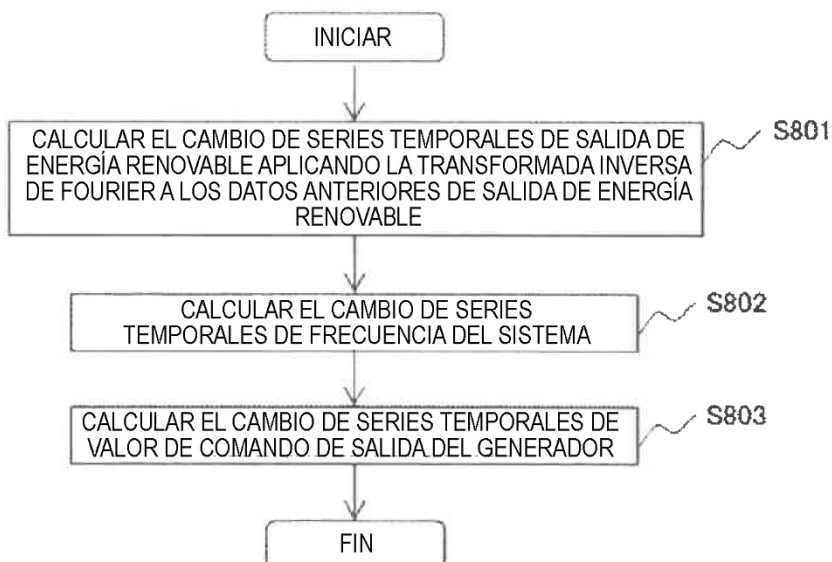 INICIAR
CALCULAR EL CAMBIO DE SERIES TEMPORALES DE SALIDA DE
ENERGÍA RENOVABLE APLICANDO LA TRANSFORMADA INVERSA
DE FOURIER A LOS DATOS ANTERIORES DE SALIDA DE ENERGÍA
RENOVABLE
S801
CALCULAR EL CAMBIO DE SERIES
TEMPORALES DE FRECUENCIA DEL SISTEMA
S802
CALCULAR EL CAMBIO DE SERIES TEMPORALES DE
VALOR DE COMANDO DE SALIDA DEL GENERADOR
S803
FIN